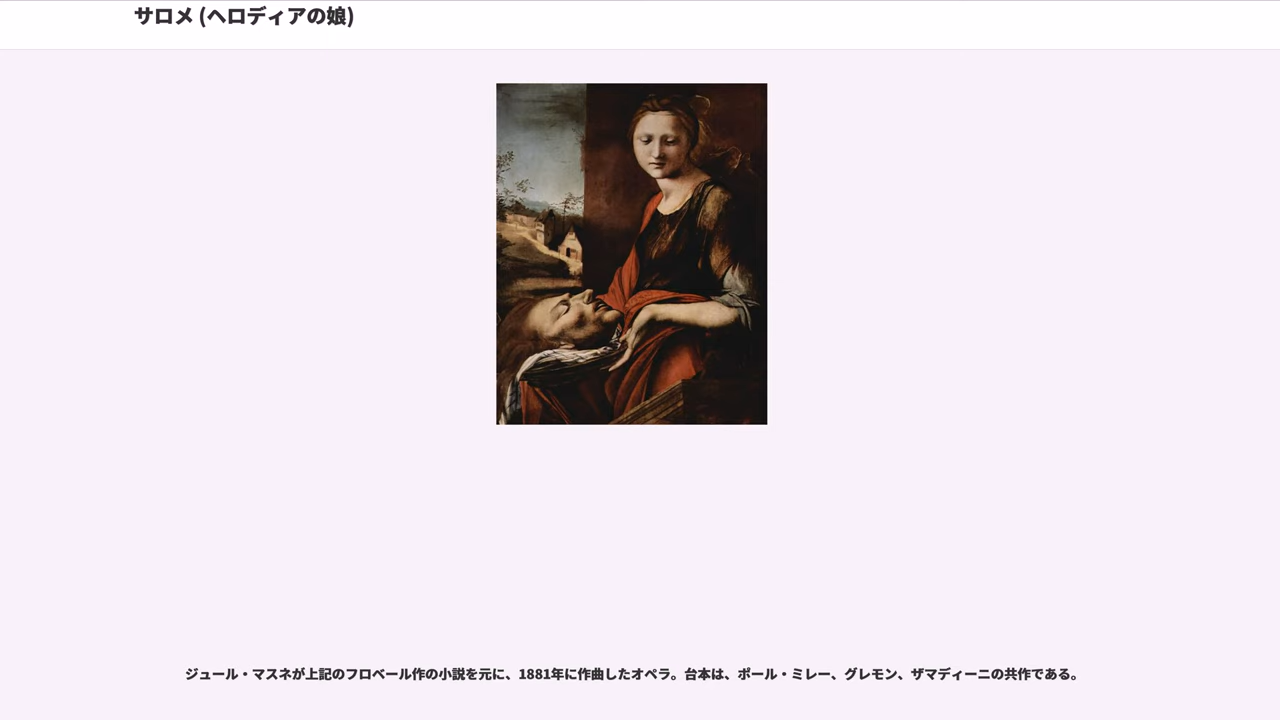 サロメ (ヘロディアの娘)
ジュール・マスネが上記のフロベール作の小説を元に、1881年に作曲したオペラ。台本は、ポール・ミレー、グレモン、ザマディーニの共作である。